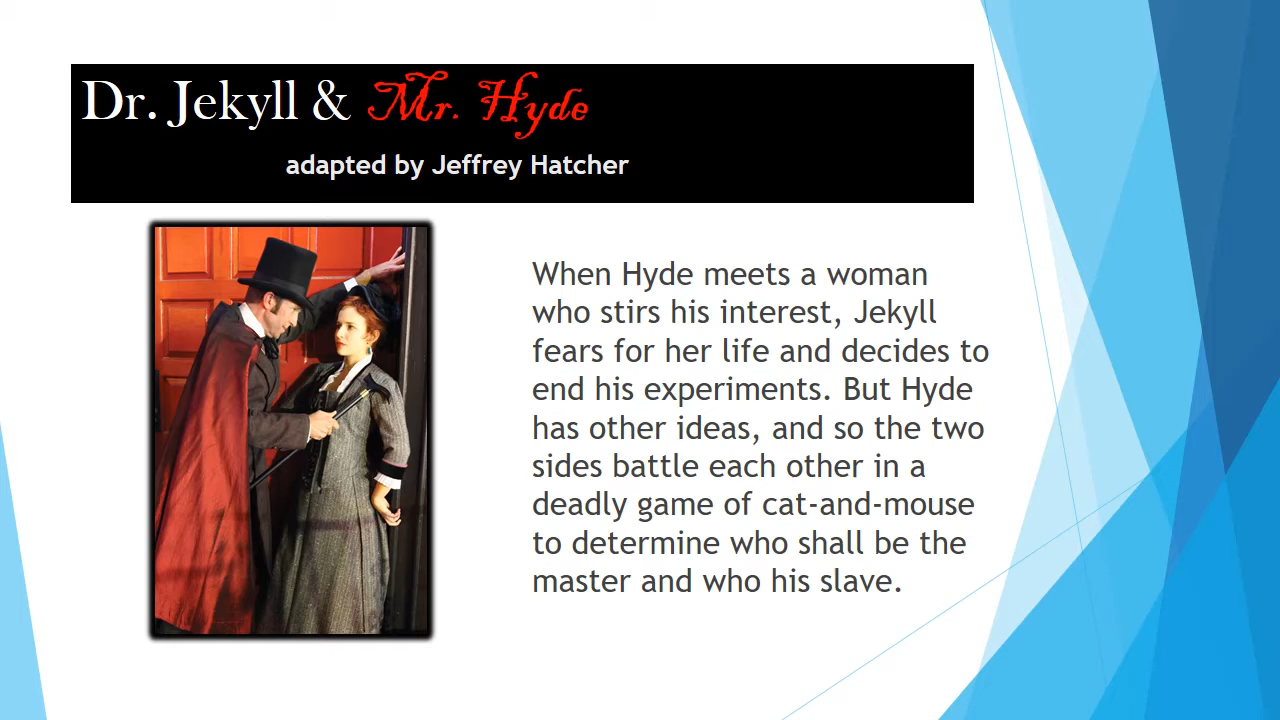 Dr. Jekyll & Mr. Hyde
adapted by Jeffrey Hatcher
When Hyde meets a woman
who stirs his interest, Jekyll
fears for her life and decides to
end his experiments. But Hyde
has other ideas, and so the two
sides battle each other in a
deadly game of cat-and-mouse
to determine who shall be the
master and who his slave.